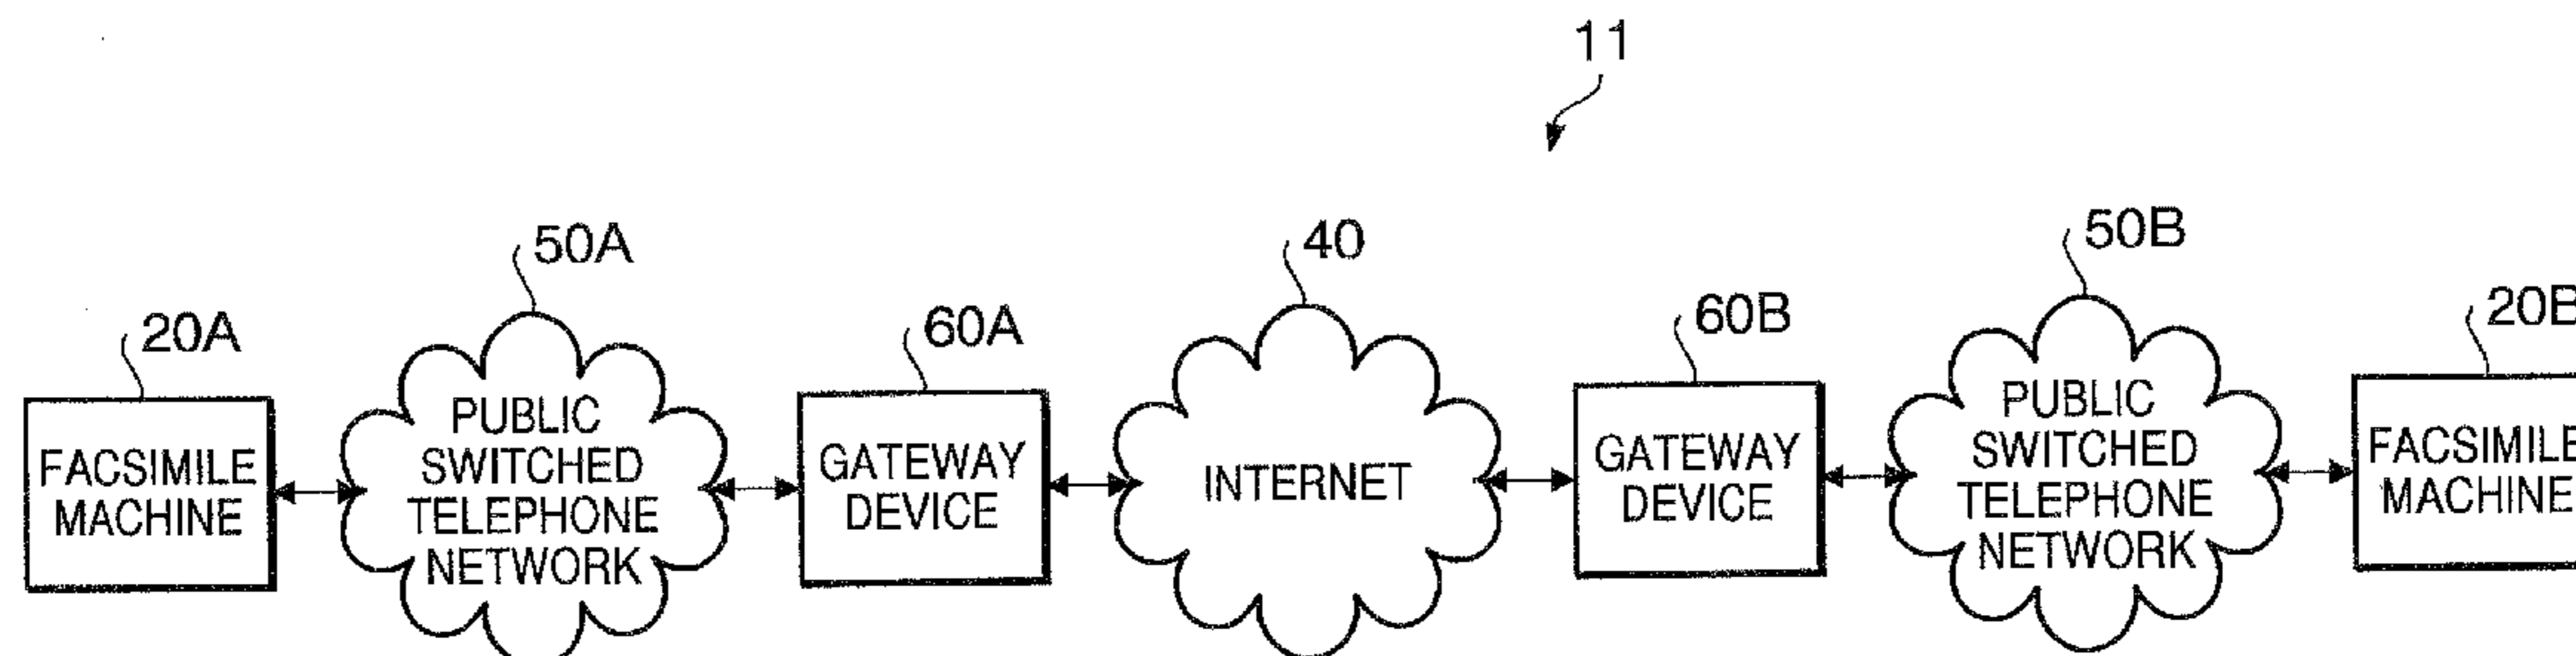 11
50A
40
50B
20A
60A
60B
20B
FACSIMILE
MACHINE
PUBLIC
SWITCHED
TELEPHONE
NETWORK
GATEWAY
DEVICE
INTERNET
GATEWAY
DEVICE
PUBLIC
SWITCHED
TELEPHONE
NETWORK
FACSIMILE
MACHINE